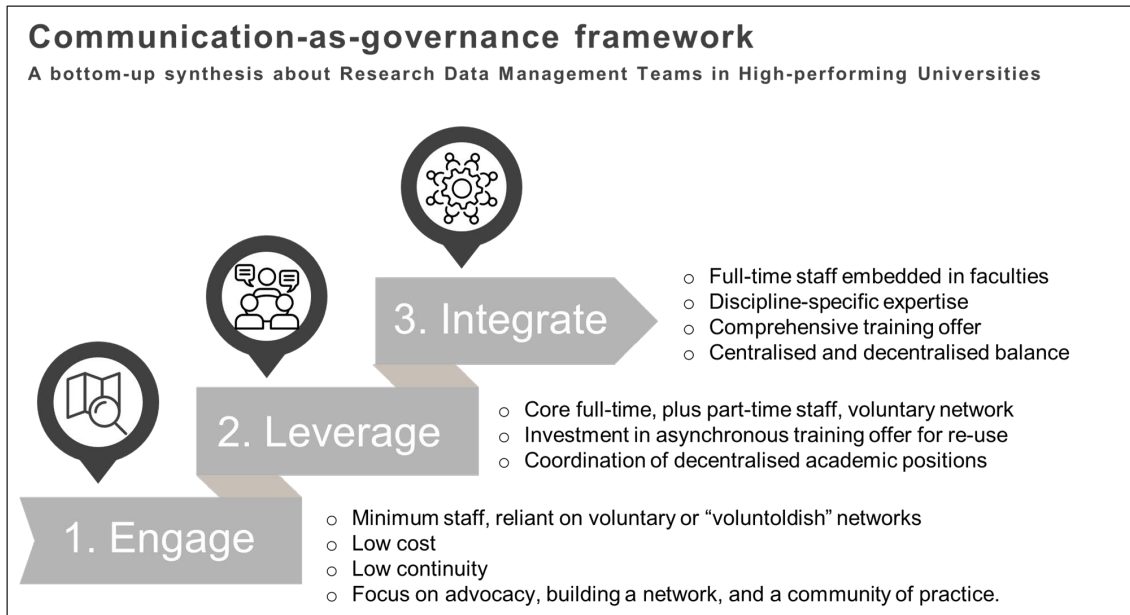 Communication-as-governance framework
A bottom-up synthesis about Research Data Management Teams in High-performing Universities
3. Integrate
○ Full-time staff embedded in faculties
○ Discipline-specific expertise
○ Comprehensive training offer
○ Centralised and decentralised balance
2. Leverage
○ Core full-time, plus part-time staff, voluntary network
○ Investment in asynchronous training offer for re-use
○ Coordination of decentralised academic positions
1. Engage
○ Minimum staff, reliant on voluntary or “voluntoldish” networks
○ Low cost
○ Low continuity
○ Focus on advocacy, building a network, and a community of practice.